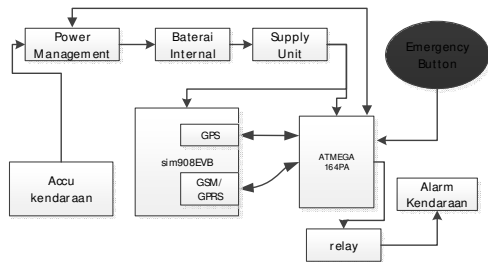 Power
Management
Baterai
Internal
Supply
Unit
Emergency
Button
GPS
sim908EVB
GSM/
GPRS
ATMEGA
164PA
Accu
kendaraan
Alarm
Kendaraan
relay